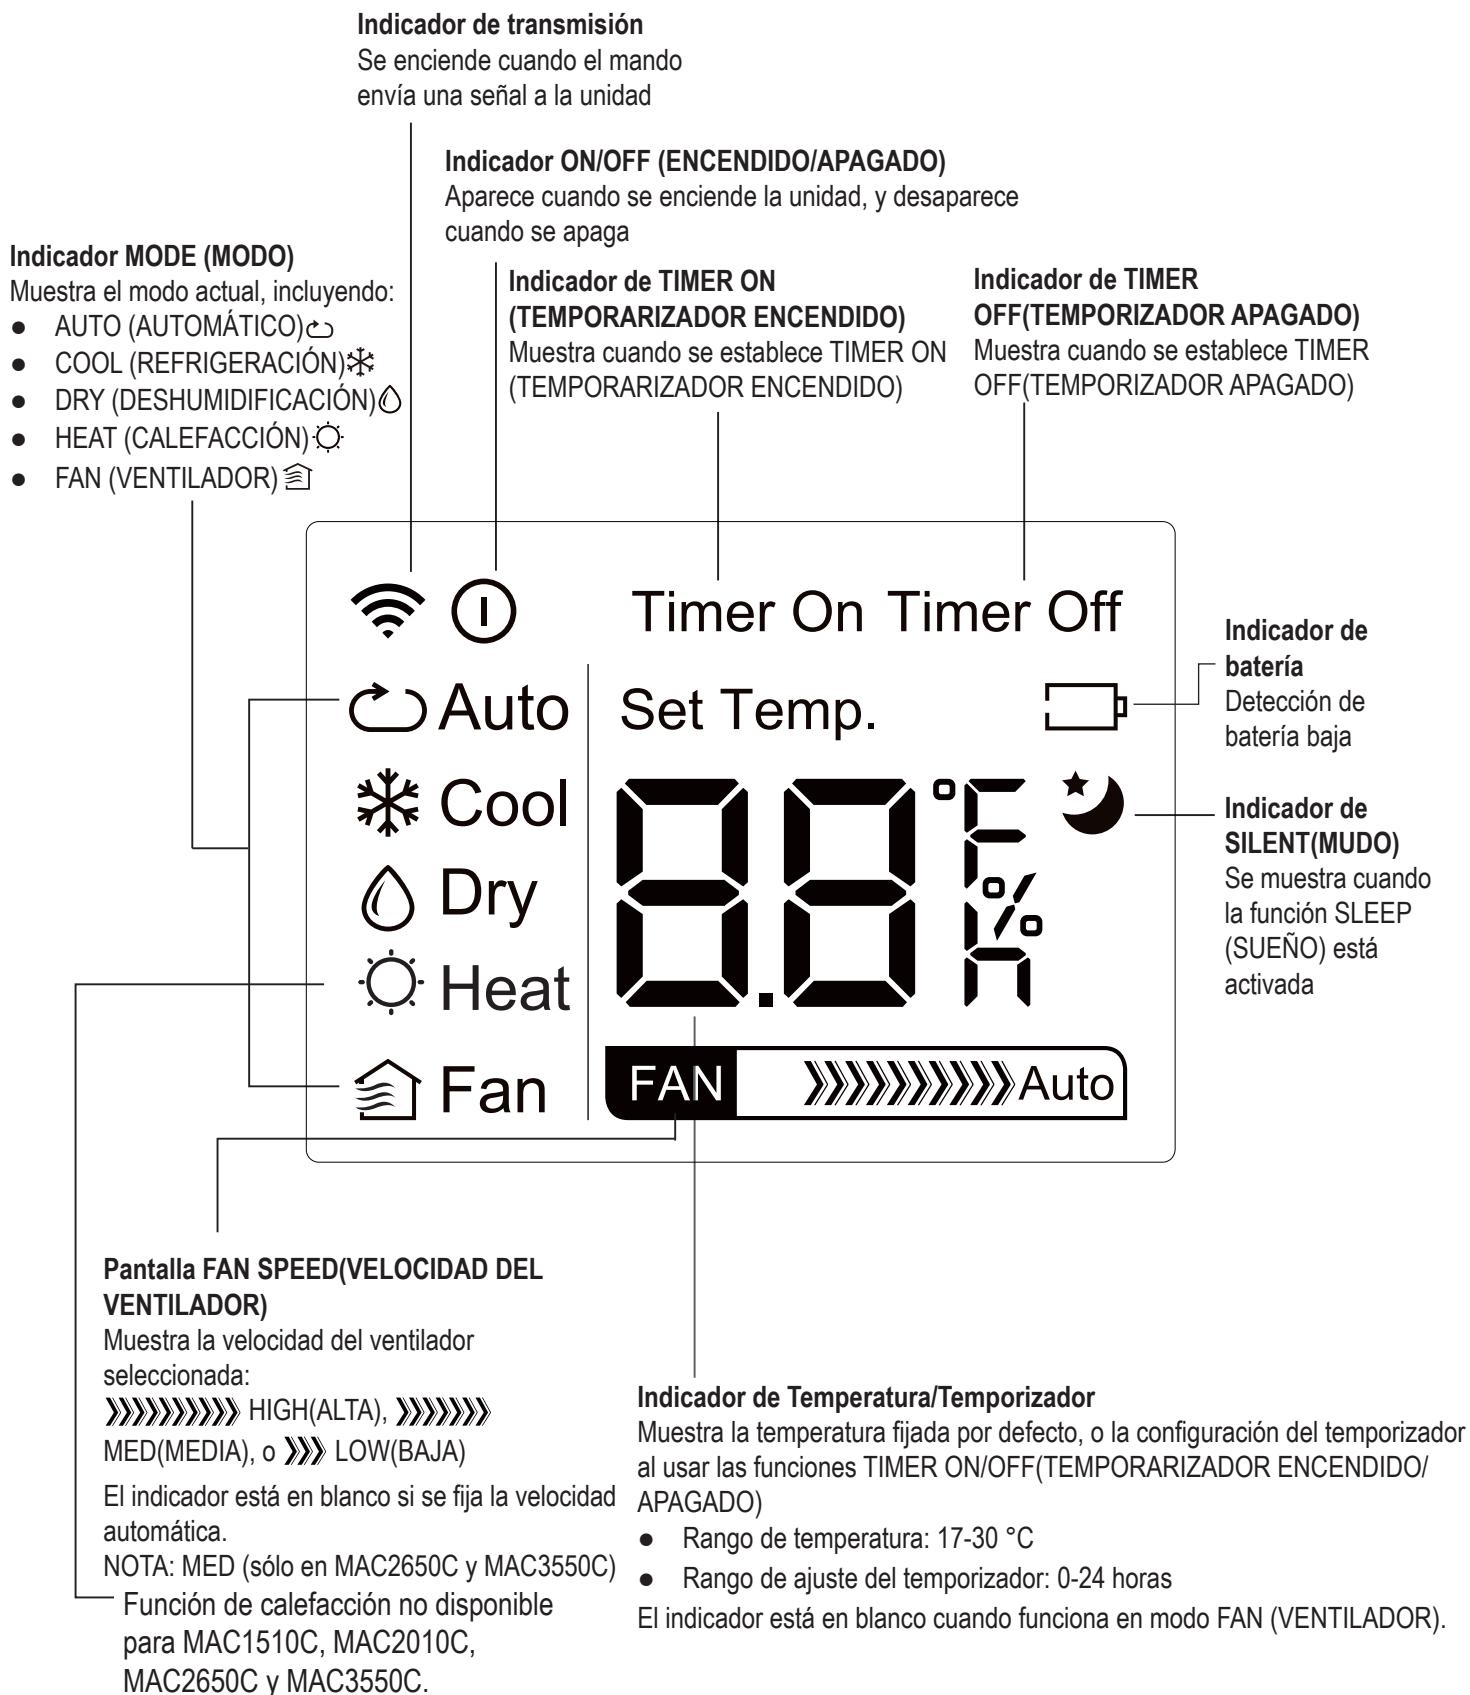 Indicador de transmisión
Se enciende cuando el mando
envía una señal a la unidad
Indicador ON/OFF (ENCENDIDO/APAGADO)
Aparece cuando se enciende la unidad, y desaparece
cuando se apaga
Indicador MODE (MODO)
Muestra el modo actual, incluyendo:
● AUTO (AUTOMÁTICO)
● COOL (REFRIGERACIÓN)
● DRY (DESHUMIDIFICACIÓN)
● HEAT (CALEFACCIÓN)
● FAN (VENTILADOR)
Indicador de TIMER ON
(TEMPORARIZADOR ENCENDIDO)
Muestra cuando se establece TIMER ON
(TEMPORARIZADOR ENCENDIDO)
Indicador de TIMER
OFF(TEMPORIZADOR APAGADO)
Muestra cuando se establece TIMER
OFF(TEMPORIZADOR APAGADO)
Timer On Timer Off
Auto
Cool
Dry
Heat
Fan
Set Temp.
8.8 °F
%
h
FAN Auto
Indicador de
batería
Detección de
batería baja
Indicador de
SILENT(MUDO)
Se muestra cuando
la función SLEEP
(SUEÑO) está
activada
Pantalla FAN SPEED(VELOCIDAD DEL
VENTILADOR)
Muestra la velocidad del ventilador
seleccionada:
HIGH(ALTA),
MED(MEDIA), o LOW(BAJA)
El indicador está en blanco si se fija la velocidad
automática.
NOTA: MED (sólo en MAC2650C y MAC3550C)
Función de calefacción no disponible
para MAC1510C, MAC2010C,
MAC2650C y MAC3550C.
Indicador de Temperatura/Temporizador
Muestra la temperatura fijada por defecto, o la configuración del temporizador
al usar las funciones TIMER ON/OFF(TEMPORARIZADOR ENCENDIDO/
APAGADO)
● Rango de temperatura: 17-30 °C
● Rango de ajuste del temporizador: 0-24 horas
El indicador está en blanco cuando funciona en modo FAN (VENTILADOR).